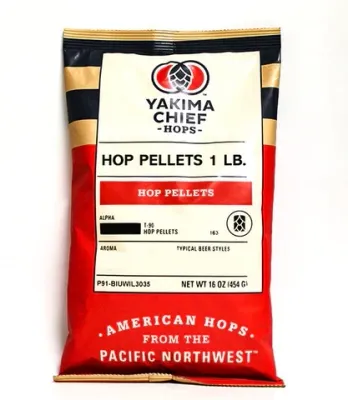 YAKIMA
CHIEF
-HOPS-
HOP PELLETS 1 LB.
HOP PELLETS
ALPHA
T-90
HOP PELLETS
AROMA
TYPICAL BEER STYLES
P91-BIUWIL3035
NET WT 16 OZ (454 G)
·AMERICAN HOPS·
FROM THE
PACIFIC NORTHWEST™